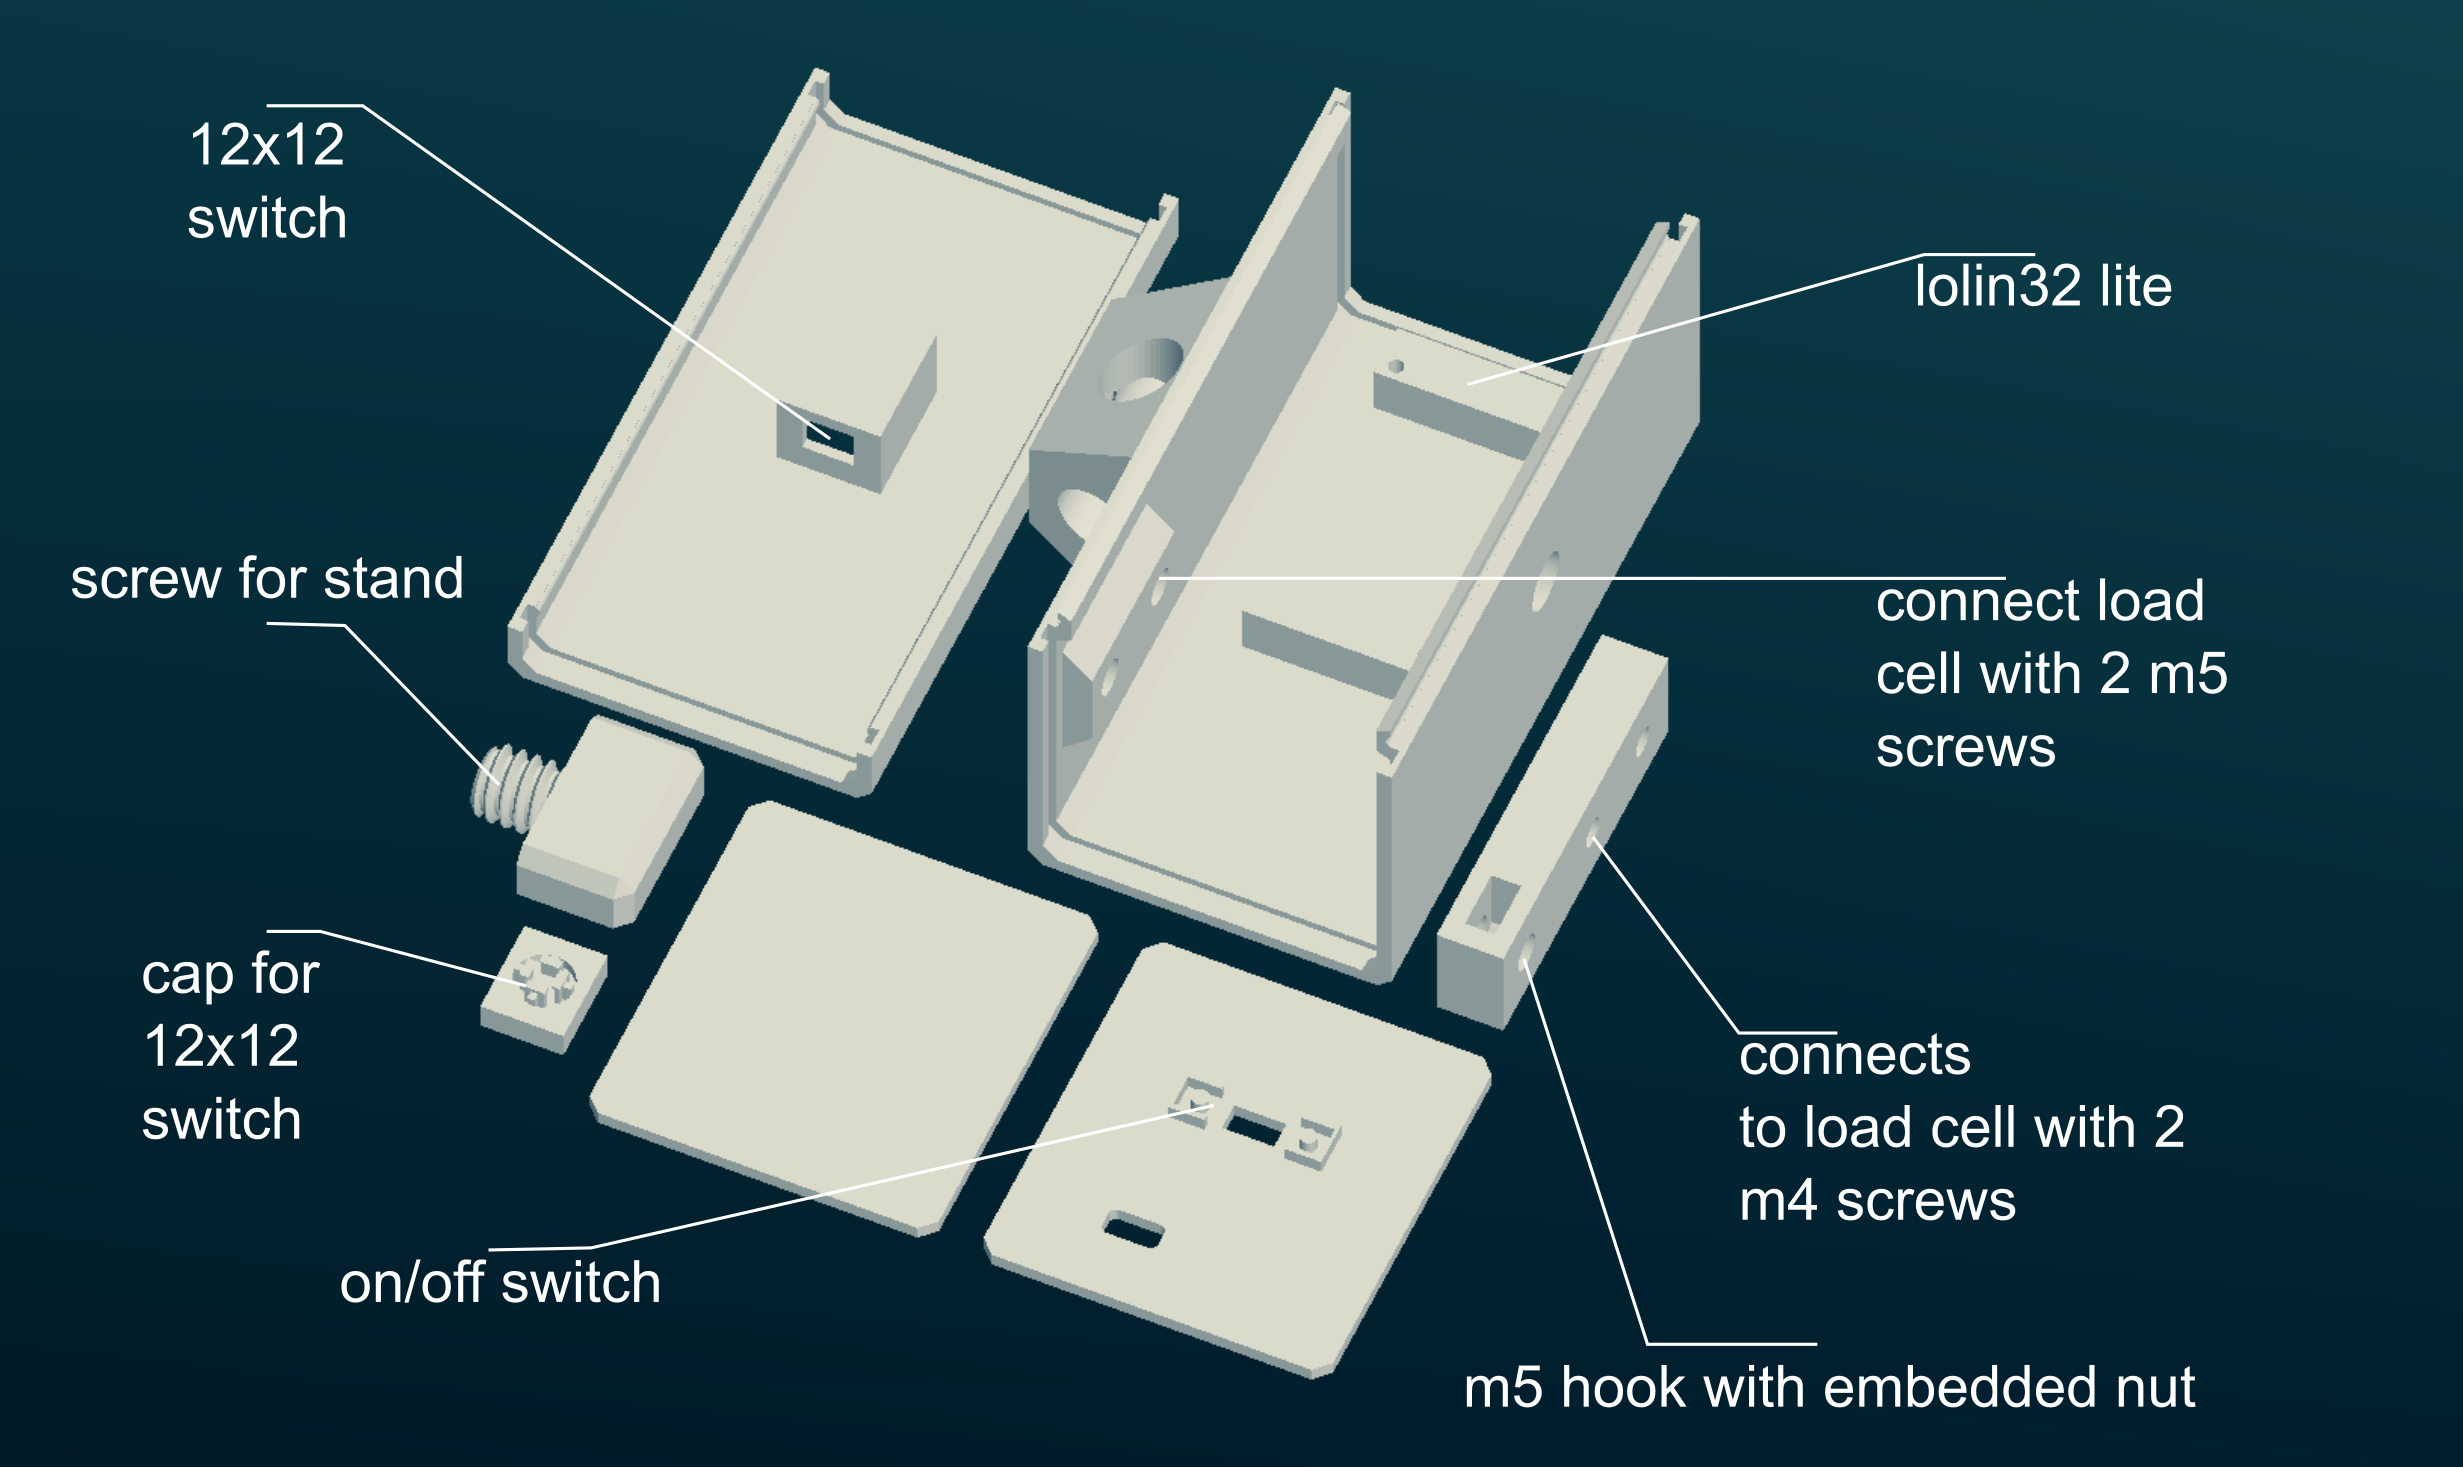 12x12
switch
lolin32 lite
screw for stand
connect load
cell with 2 m5
screws
cap for
12x12
switch
connects
to load cell with 2
m4 screws
on/off switch
m5 hook with embedded nut